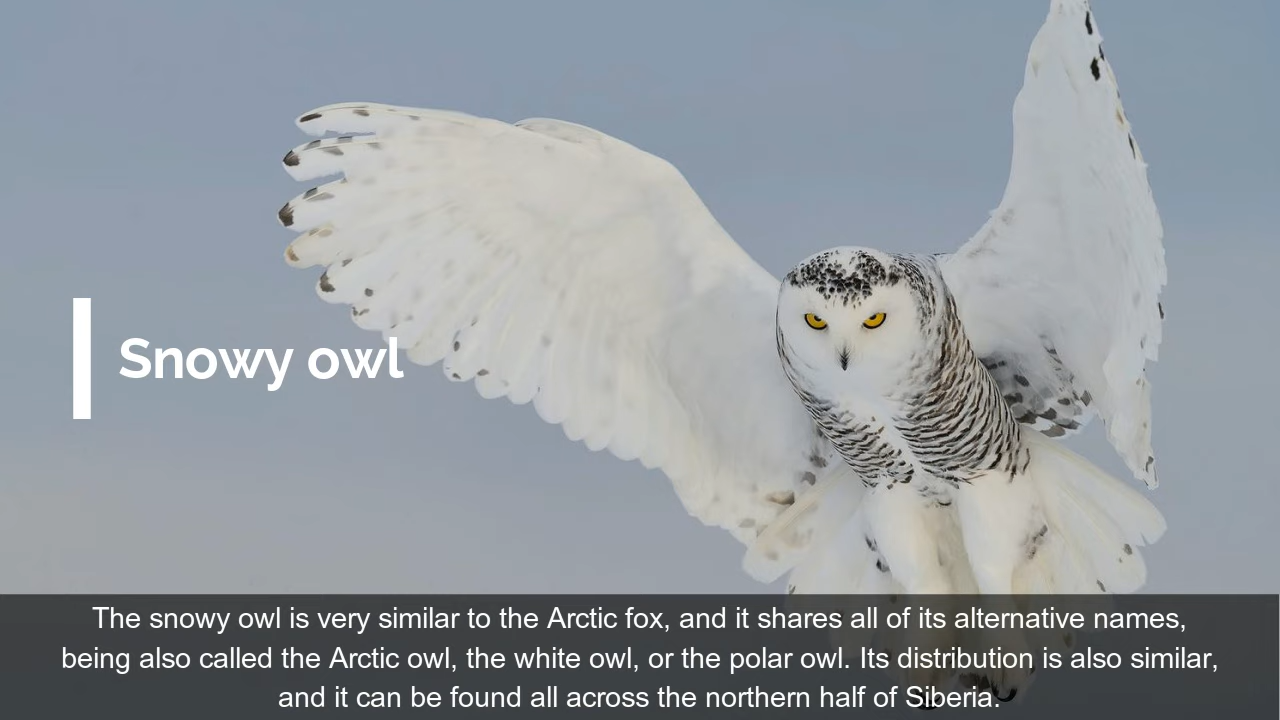 Snowy owl
The snowy owl is very similar to the Arctic fox, and it shares all of its alternative names,
being also called the Arctic owl, the white owl, or the polar owl. Its distribution is also similar,
and it can be found all across the northern half of Siberia.